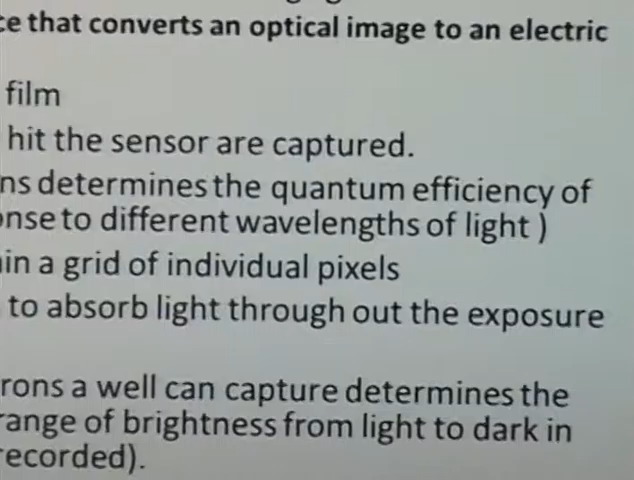 ce that converts an optical image to an electric
film
hit the sensor are captured.
ns determines the quantum efficiency of
onse to different wavelengths of light )
in a grid of individual pixels
to absorb light through out the exposure
rons a well can capture determines the
range of brightness from light to dark in
recorded).